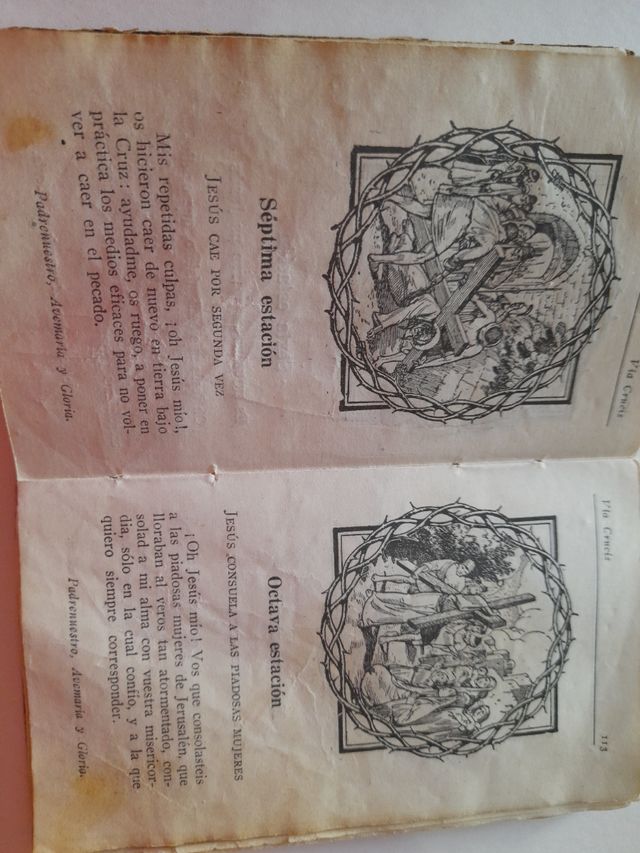 Vía Crucis
Séptima estación
JESÚS CAE POR SEGUNDA VEZ
Mis repetidas culpas, ¡oh Jesús mío!,
os hicieron caer de nuevo en tierra bajo
la Cruz: ayudadme, os ruego, a poner en
práctica los medios eficaces para no vol-
ver a caer en el pecado.
Padrenuestro, Avemaría y Gloria.
Vía Crucis 113
Octava estación
JESÚS CONSUELA A LAS PIADOSAS MUJERES
¡Oh Jesús mío! Vos que consolasteis
a las piadosas mujeres de Jerusalén, que
lloraban al veros tan atormentado, con-
solad a mi alma con vuestra misericor-
dia, sólo en la cual confío, y a la que
quiero siempre corresponder.
Padrenuestro, Avemaría y Gloria.